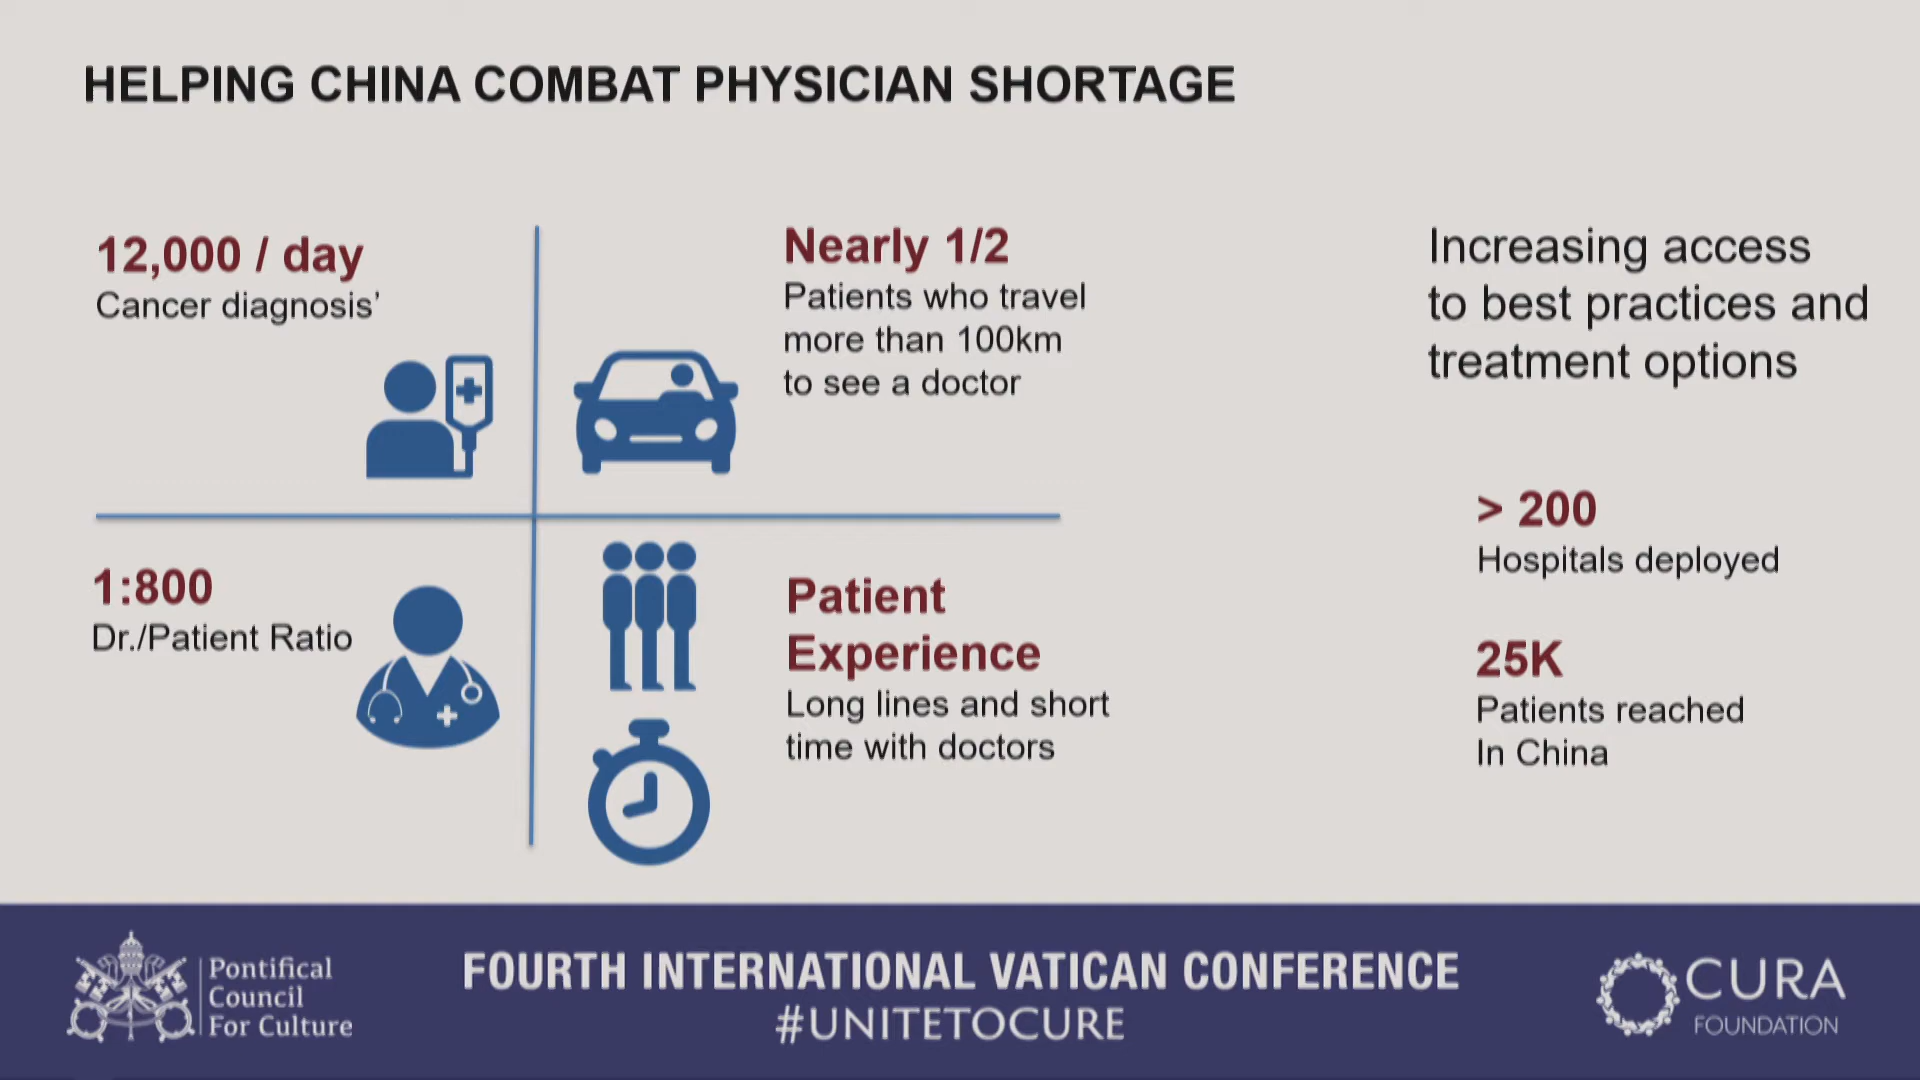 HELPING CHINA COMBAT PHYSICIAN SHORTAGE
12,000 / day
Cancer diagnosis’
Nearly 1/2
Patients who travel
more than 100km
to see a doctor
1:800
Dr./Patient Ratio
Patient
Experience
Long lines and short
time with doctors
Increasing access
to best practices and
treatment options
> 200
Hospitals deployed
25K
Patients reached
In China
Pontifical
Council
For Culture
FOURTH INTERNATIONAL VATICAN CONFERENCE
#UNITETOCURE
CURA
FOUNDATION